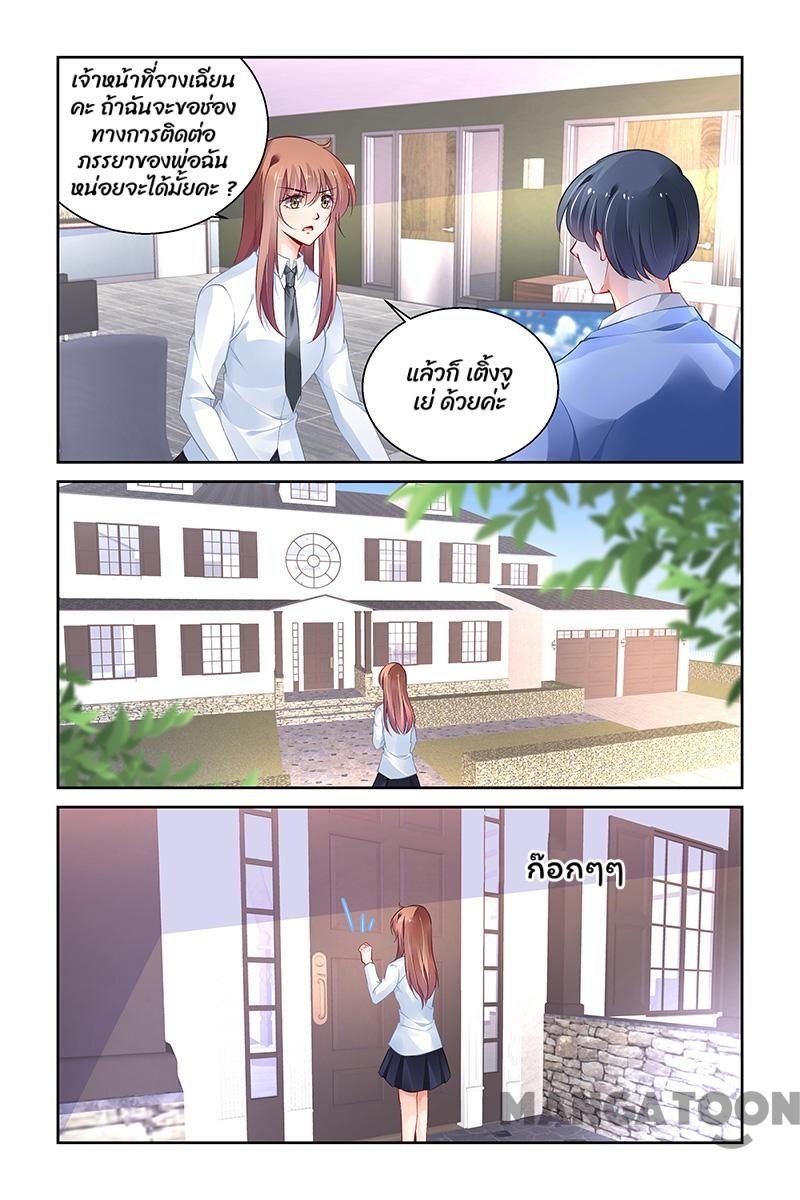 เจ้าหน้าที่จางเฉียน
คะ ถ้าฉันจะขอช่อง
ทางการติดต่อ
ภรรยาของพ่อฉัน
หน่อยจะได้มั้ยคะ ?
แล้วก็ เติ้งจู
เย่ ด้วยค่ะ
ก๊อกๆๆ
MANGATOON